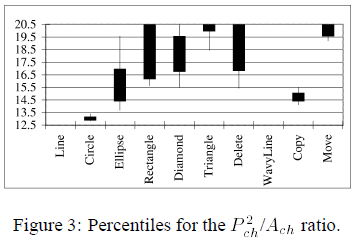 20.5
19.5
18.5
17.5
16.5
15.5
14.5
13.5
12.5
Line
Circle
Ellipse
Rectangle
Diamond
Triangle
Delete
WavyLine
Copy
Move
Figure 3: Percentiles for the P²ch/Ach ratio.